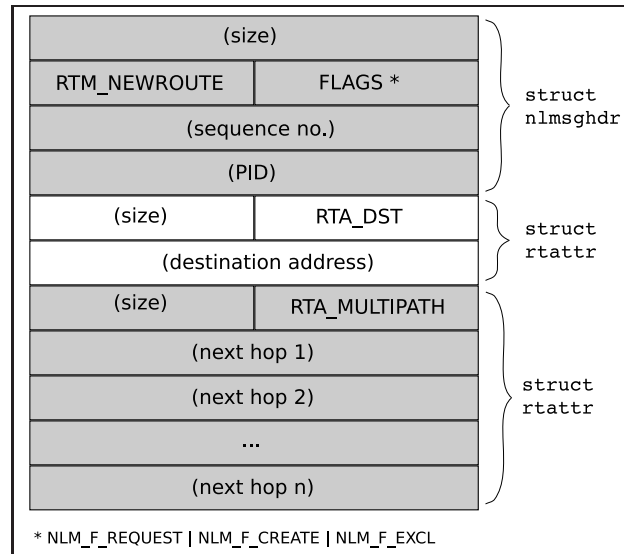 (size)
RTM_NEWROUTE FLAGS *
(sequence no.)
(PID)
struct
nlmsghdr
(size) RTA_DST
(destination address)
struct
rtattr
(size) RTA_MULTIPATH
(next hop 1)
(next hop 2)
...
(next hop n)
struct
rtattr
* NLM_F_REQUEST | NLM_F_CREATE | NLM_F_EXCL